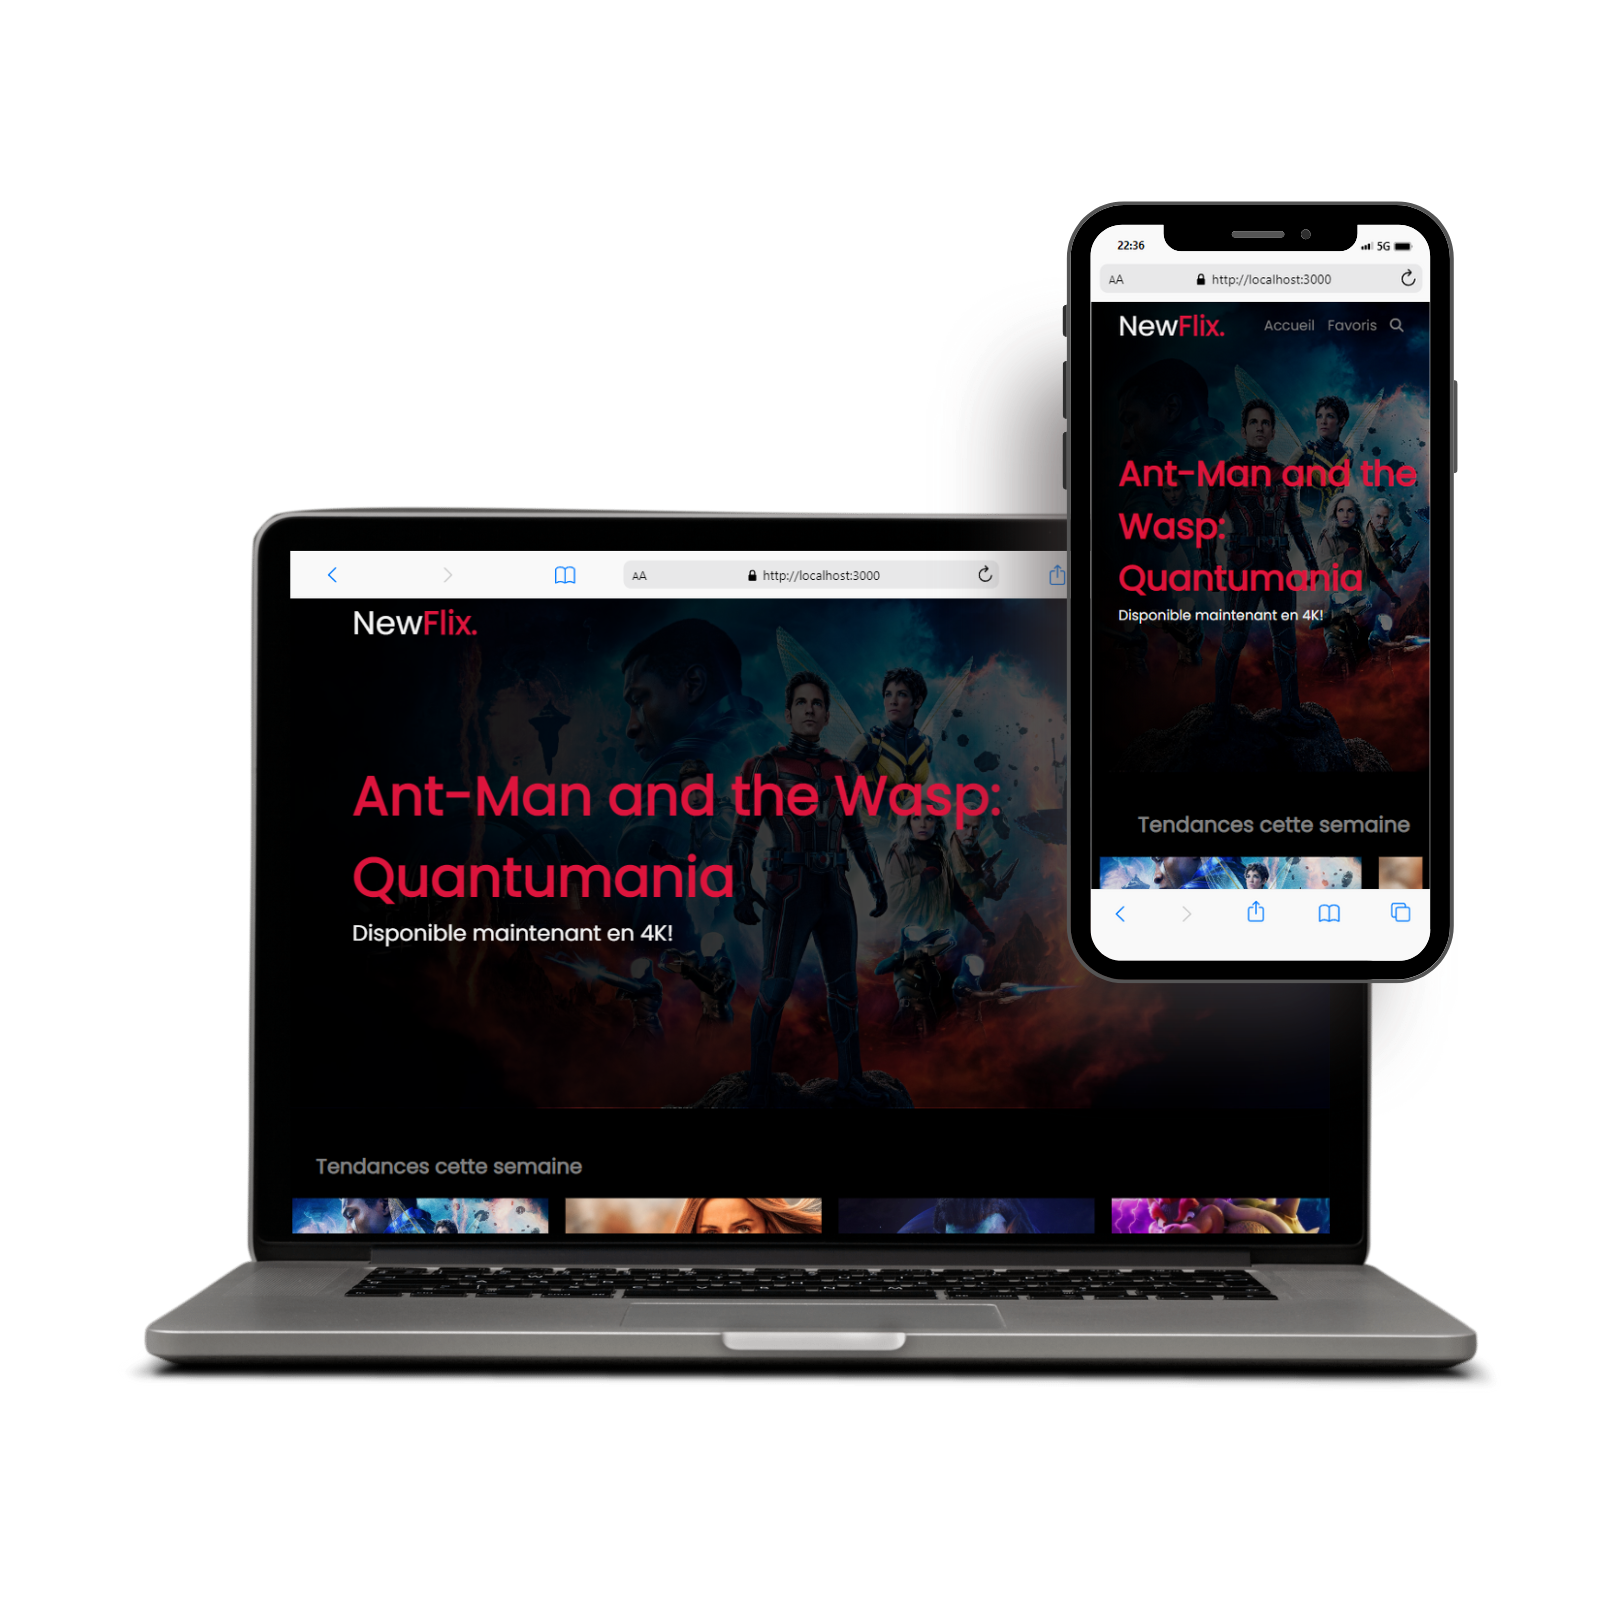 22:36
5G
AA
http://localhost:3000
NewFlix.
Accueil Favoris
Ant-Man and the
Wasp:
Quantumania
Disponible maintenant en 4K!
Tendances cette semaine
AA
http://localhost:3000
NewFlix.
Ant-Man and the Wasp:
Quantumania
Disponible maintenant en 4K!
Tendances cette semaine